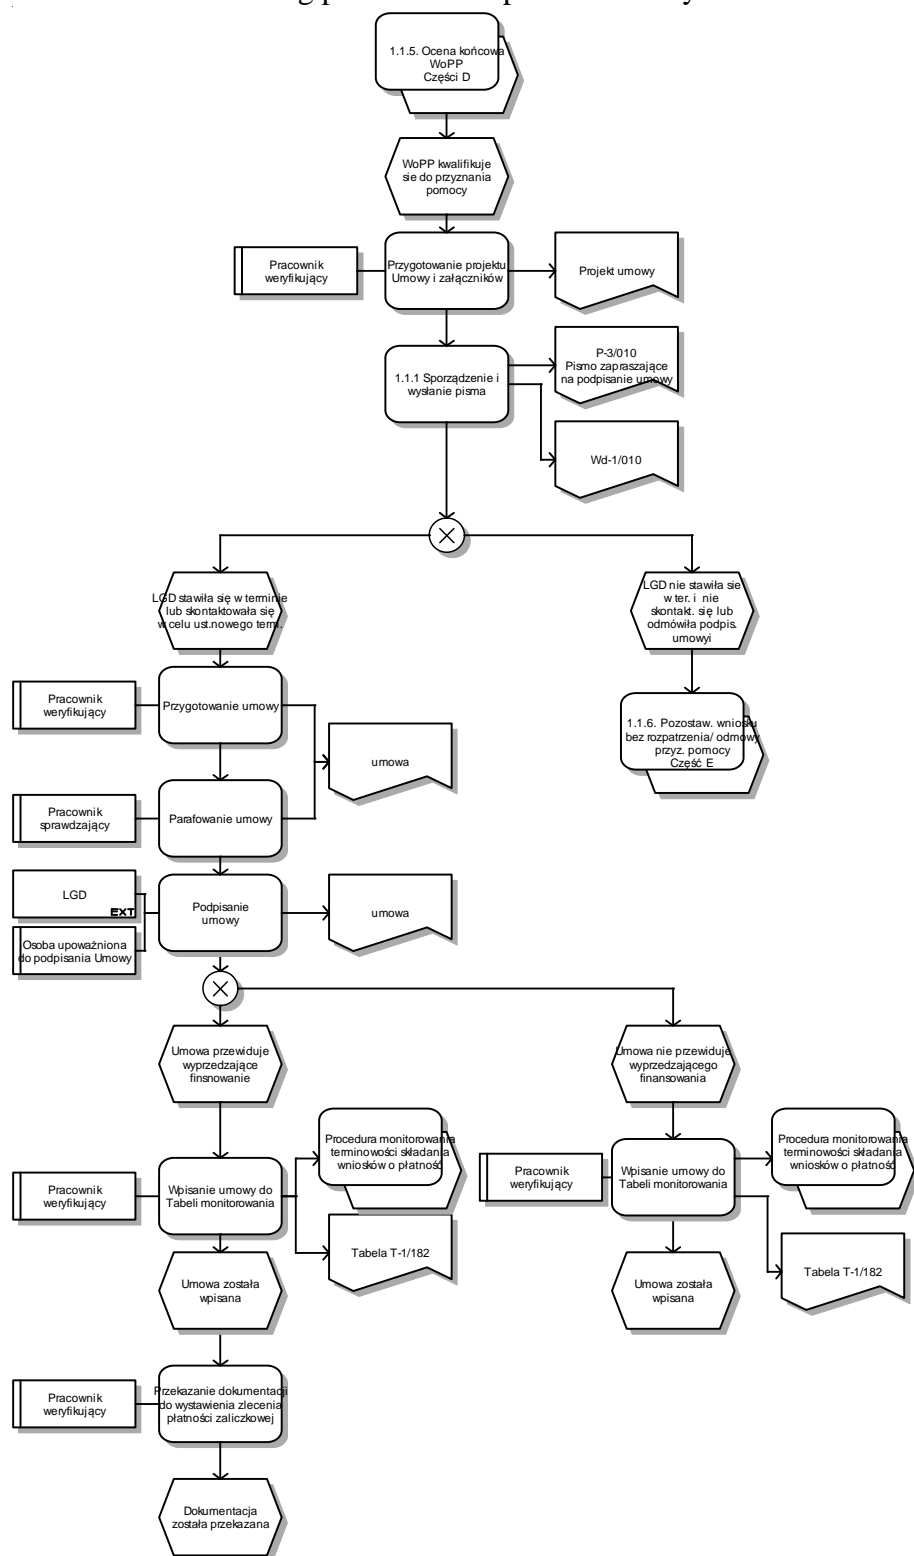 1.1.5. Ocena końcowa
WoPP
Części D
WoPP kwalifikuje
sie do przyznania
pomocy
Pracownik
weryfikujący
Przygotowanie projektu
Umowy i załączników
Projekt umowy
1.1.1 Sporządzenie i
wysłanie pisma
P-3/010
Pismo zapraszające
na podpisanie umowy
Wd-1/010
LGD stawiła się w terminie
lub skontaktowała się
w celu ust.nowego term.
LGD nie stawiła sie
w ter. i nie
skontakt. się lub
odmówiła podpis.
umowyi
Pracownik
weryfikujący
Przygotowanie umowy
umowa
1.1.6. Pozostaw. wniosku
bez rozpatrzenia/ odmowy
przyz. pomocy
Część E
Pracownik
sprawdzający
Parafowanie umowy
LGD
EXT
Osoba upoważniona
do podpisania Umowy
Podpisanie
umowy
umowa
Umowa przewiduje
wyprzedzające
finsnowanie
Umowa nie przewiduje
wyprzedzającego
finansowania
Pracownik
weryfikujący
Wpisanie umowy do
Tabeli monitorowania
Procedura monitorowania
terminowości składania
wniosków o płatność
Tabela T-1/182
Pracownik
weryfikujący
Wpisanie umowy do
Tabeli monitorowania
Procedura monitorowania
terminowości składania
wniosków o płatność
Tabela T-1/182
Umowa została
wpisana
Umowa została
wpisana
Pracownik
weryfikujący
Przekazanie dokumentacji
do wystawienia zlecenia
płatności zaliczkowej
Dokumentacja
została przekazana